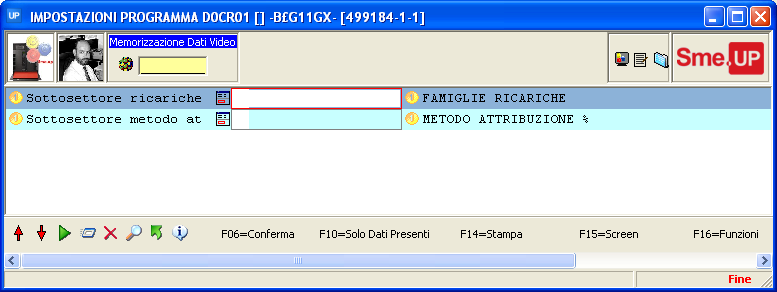 UP IMPOSTAZIONI PROGRAMMA D0CR01 [] -B£G11GX- [499184-1-1]
Memorizzazione Dati Video
Sme.UP
Sottosettore ricariche FAMIGLIE RICARICHE
Sottosettore metodo at METODO ATTRIBUZIONE %
F06=Conferma F10=Solo Dati Presenti F14=Stampa F15=Screen F16=Funzioni
Fine